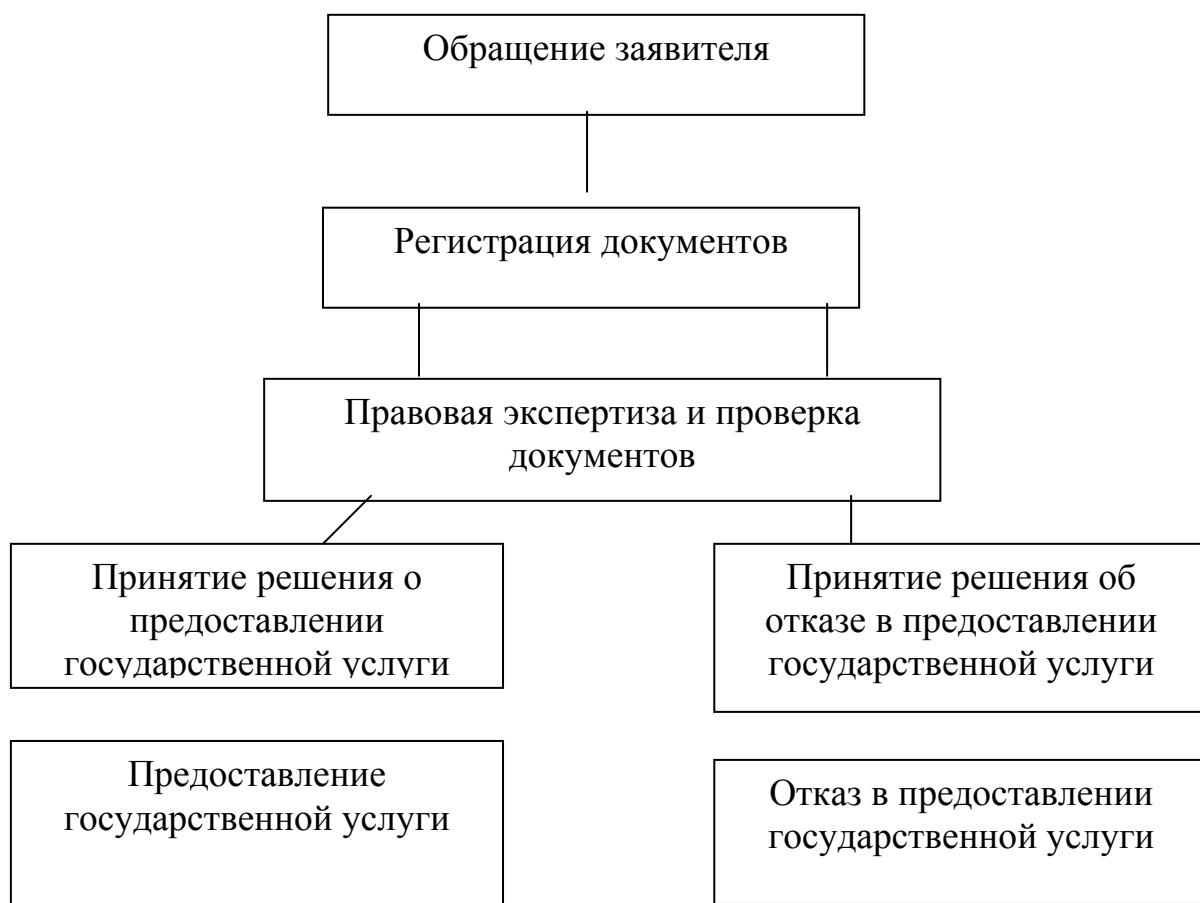 Обращение заявителя
Регистрация документов
Правовая экспертиза и проверка
документов
Принятие решения о
предоставлении
государственной услуги
Принятие решения об
отказе в предоставлении
государственной услуги
Предоставление
государственной услуги
Отказ в предоставлении
государственной услуги